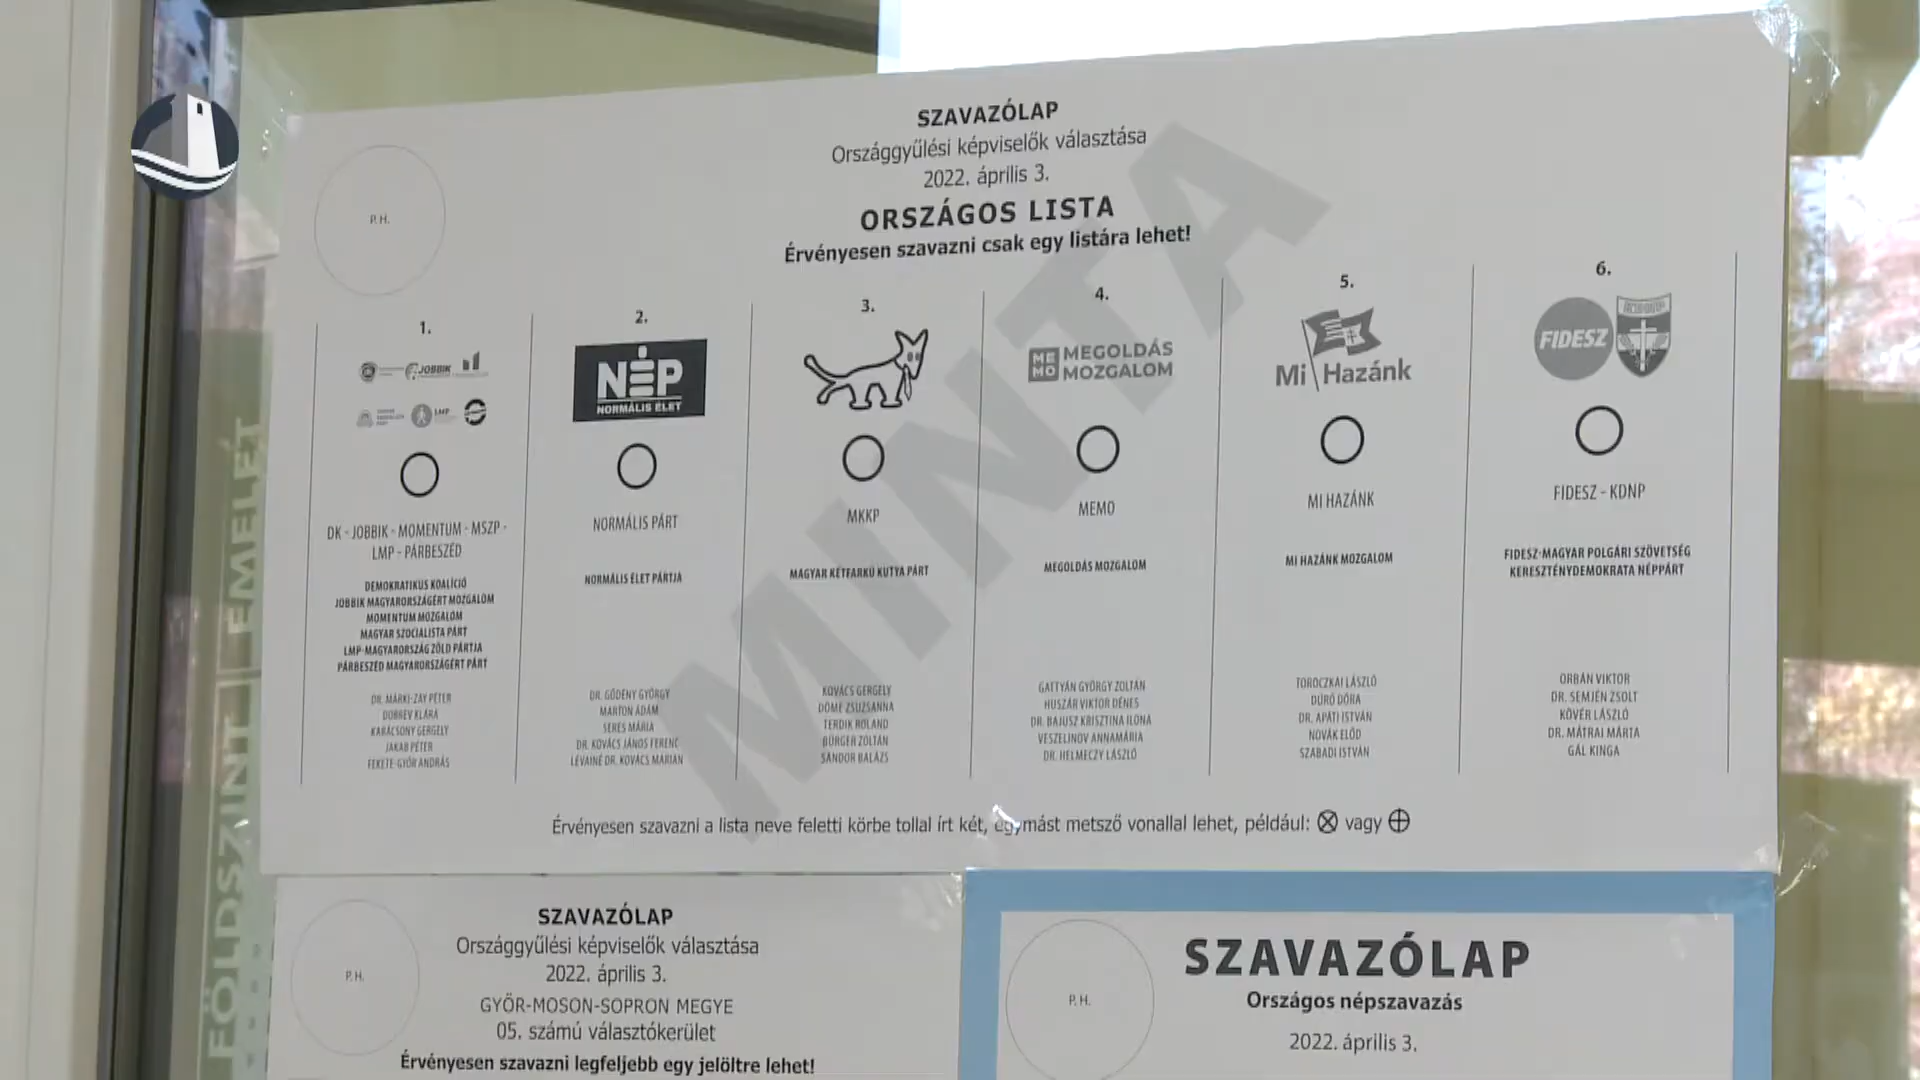 SZAVAZÓLAP
Országgyűlési képviselők választása
2022. április 3.
ORSZÁGOS LISTA
Érvényesen szavazni csak egy listára lehet!
P. H.
1.
JOBBIK
LMP
DK - JOBBIK - MOMENTUM - MSZP -
LMP - PÁRBESZÉD
DEMOKRATIKUS KOALÍCIÓ
JOBBIK MAGYARORSZÁGÉRT MOZGALOM
MOMENTUM MOZGALOM
MAGYAR SZOCIALISTA PÁRT
LMP-MAGYARORSZÁG ZÖLD PÁRTJA
PÁRBESZÉD MAGYARORSZÁGÉRT PÁRT
DR. MÁRKI-ZAY PÉTER
DOBREV KLÁRA
KARÁCSONY GERGELY
JAKAB PÉTER
FEKETE-GYŐR ANDRÁS
2.
NÉP
NORMÁLIS ÉLET
NORMÁLIS PÁRT
NORMÁLIS ÉLET PÁRTJA
DR. GŐDÉNY GYÖRGY
MARTON ÁDÁM
SERES MÁRIA
DR. KOVÁCS JÁNOS FERENC
LÉVAINÉ DR. KOVÁCS MARIAN
3.
MKKP
MAGYAR KÉTFARKÚ KUTYA PÁRT
KOVÁCS GERGELY
DÖME ZSUZSANNA
TERDIK ROLAND
BÜRGER ZOLTÁN
SÁNDOR BALÁZS
4.
ME
MO
MEGOLDÁS
MOZGALOM
MEMO
MEGOLDÁS MOZGALOM
GATTYÁN GYÖRGY ZOLTÁN
HUSZÁR VIKTOR DÉNES
DR. BAJUSZ KRISZTINA ILONA
VESZELINOV ANNAMÁRIA
DR. HELMECZY LÁSZLÓ
5.
Mi Hazánk
MI HAZÁNK
MI HAZÁNK MOZGALOM
TOROCZKAI LÁSZLÓ
DÚRÓ DÓRA
DR. APÁTI ISTVÁN
NOVÁK ELŐD
SZABADI ISTVÁN
6.
FIDESZ
FIDESZ - KDNP
FIDESZ-MAGYAR POLGÁRI SZÖVETSÉG
KERESZTÉNYDEMOKRATA NÉPPÁRT
ORBÁN VIKTOR
DR. SEMJÉN ZSOLT
KÖVÉR LÁSZLÓ
DR. MÁTRAI MÁRTA
GÁL KINGA
MINTA
Érvényesen szavazni a lista neve feletti körbe tollal írt két, egymást metsző vonallal lehet, például: ⊗ vagy ⊕
SZAVAZÓLAP
Országgyűlési képviselők választása
2022. április 3.
P. H.
GYŐR-MOSON-SOPRON MEGYE
05. számú választókerület
Érvényesen szavazni legfeljebb egy jelöltre lehet!
SZAVAZÓLAP
P. H.
Országos népszavazás
2022. április 3.
FÖLDSZINT
EMELET